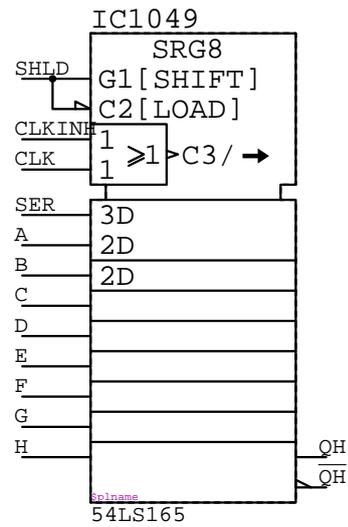 IC1049
SRG8
SHLD G1[SHIFT]
C2[LOAD]
CLKINH 1
⩾1 C3/ →
CLK 1
SER 3D
A 2D
B 2D
C
D
E
F
G
H QH
QH
$plname
54LS165